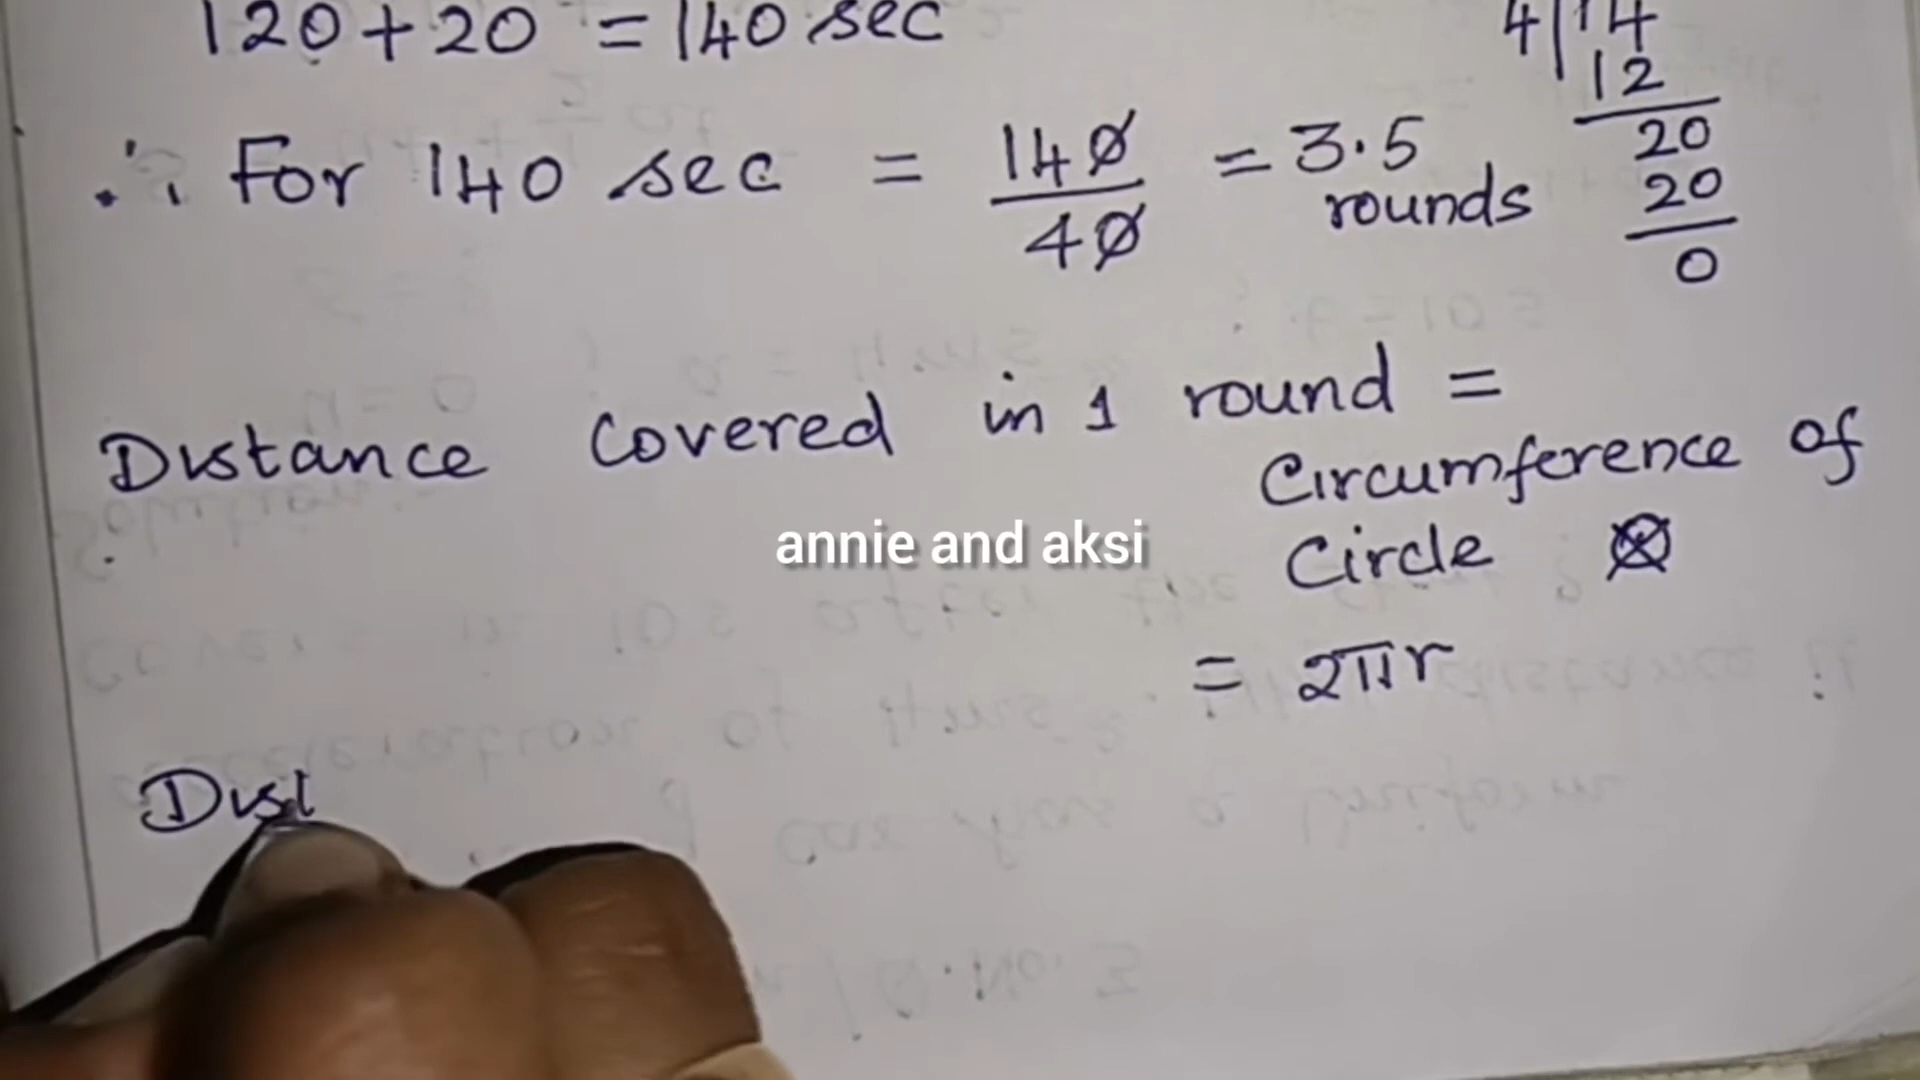 120 + 20 = 140 sec
∴ For 140 sec = 140/40 = 3.5 rounds
4|14
12
20
20
0
Distance Covered in 1 round =
Circumference of
Circle
= 2πr
Dist
annie and aksi